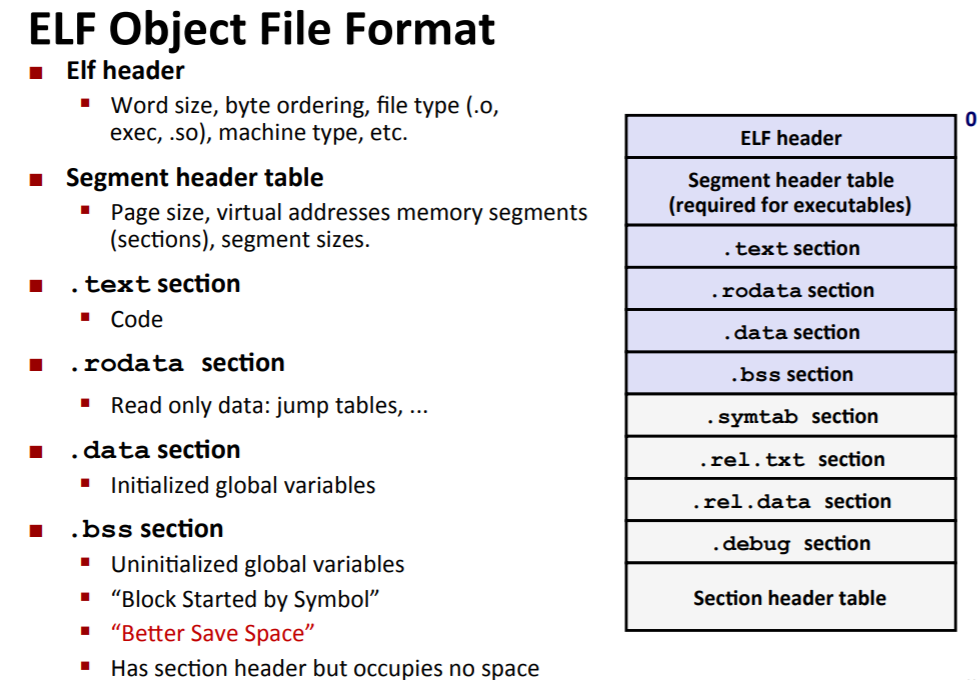 ELF Object File Format
Elf header
Word size, byte ordering, file type (.o,
exec, .so), machine type, etc.
Segment header table
Page size, virtual addresses memory segments
(sections), segment sizes.
.text section
Code
.rodata section
Read only data: jump tables, ...
.data section
Initialized global variables
.bss section
Uninitialized global variables
“Block Started by Symbol”
“Better Save Space”
Has section header but occupies no space
0
ELF header
Segment header table
(required for executables)
.text section
.rodata section
.data section
.bss section
.symtab section
.rel.txt section
.rel.data section
.debug section
Section header table